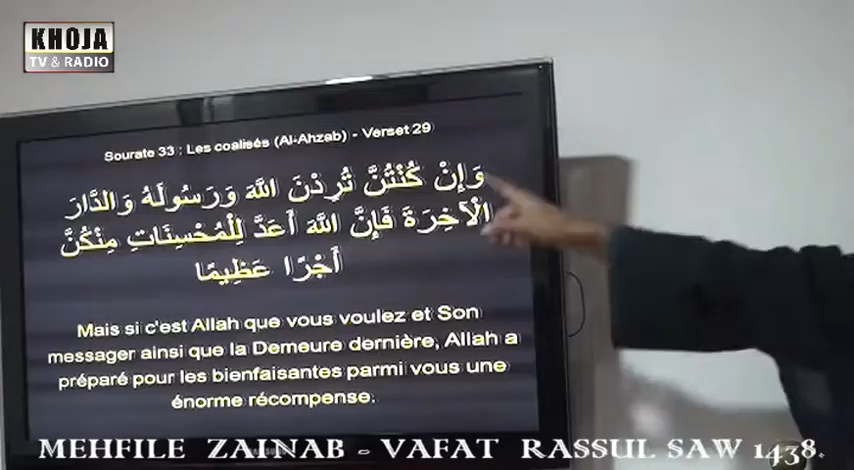 KHOJA
TV & RADIO
Sourate 33 : Les coalisés (Al-Ahzab) - Verset 29
وَإِنْ كُنْتُنَّ تُرِدْنَ اللَّهَ وَرَسُولَهُ وَالدَّارَ
الْآخِرَةَ فَإِنَّ اللَّهَ أَعَدَّ لِلْمُحْسِنَاتِ مِنْكُنَّ
أَجْرًا عَظِيمًا
Mais si c'est Allah que vous voulez et Son
messager ainsi que la Demeure dernière, Allah a
préparé pour les bienfaisantes parmi vous une
énorme récompense.
MEHFILE ZAINAB - VAFAT RASSUL SAW 1438.